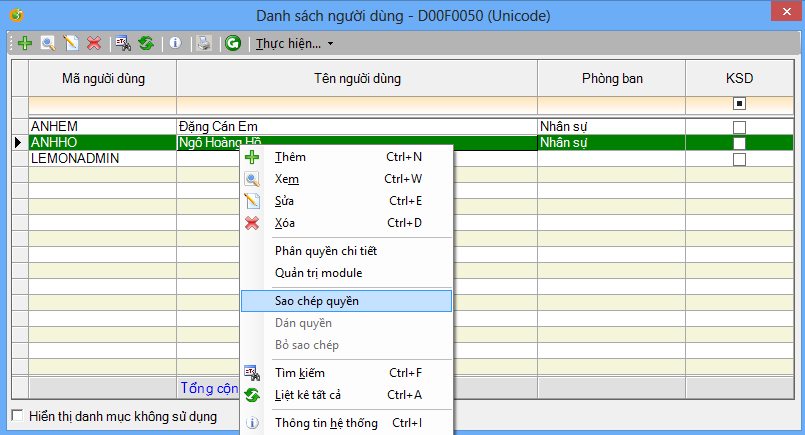 Danh sách người dùng - D00F0050 (Unicode)
Thực hiện...
Mã người dùng Tên người dùng Phòng ban KSD
ANHEM Đặng Cán Em Nhân sự
ANHHO Ngô Hoàng Hồ Nhân sự
LEMONADMIN
Thêm Ctrl+N
Xem Ctrl+W
Sửa Ctrl+E
Xóa Ctrl+D
Phân quyền chi tiết
Quản trị module
Sao chép quyền
Dán quyền
Bỏ sao chép
Tìm kiếm Ctrl+F
Liệt kê tất cả Ctrl+A
Thông tin hệ thống Ctrl+I
Tổng cộn
Hiển thị danh mục không sử dụng